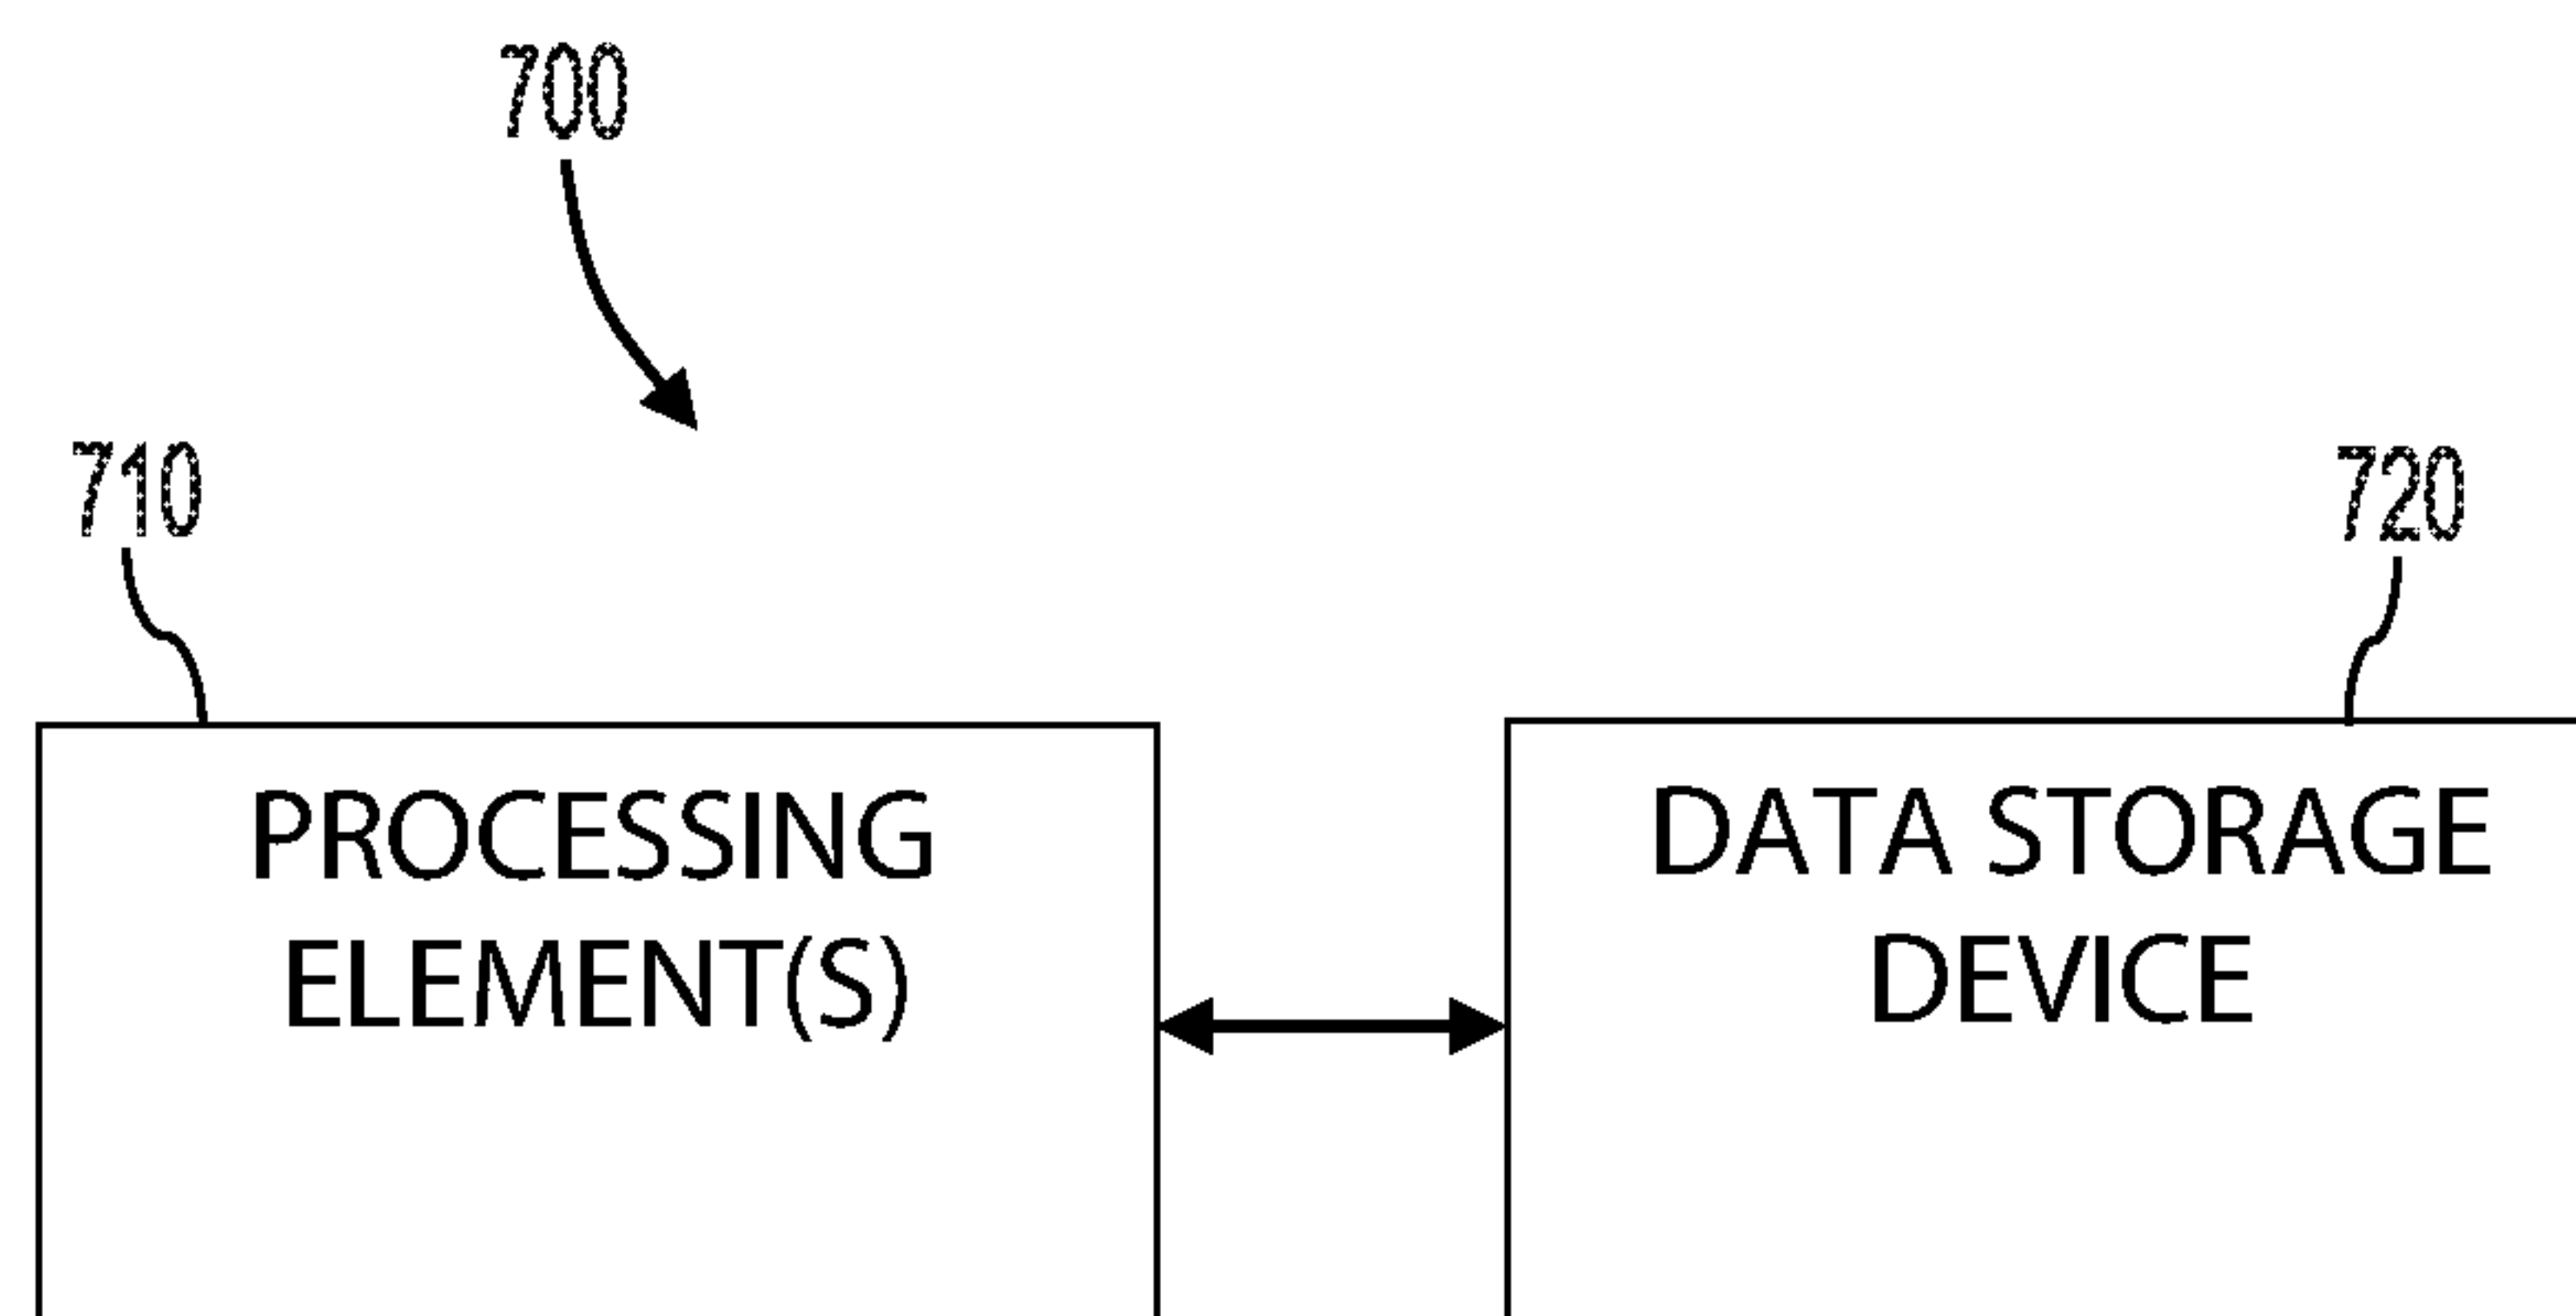 700
710
720
PROCESSING
ELEMENT(S)
DATA STORAGE
DEVICE